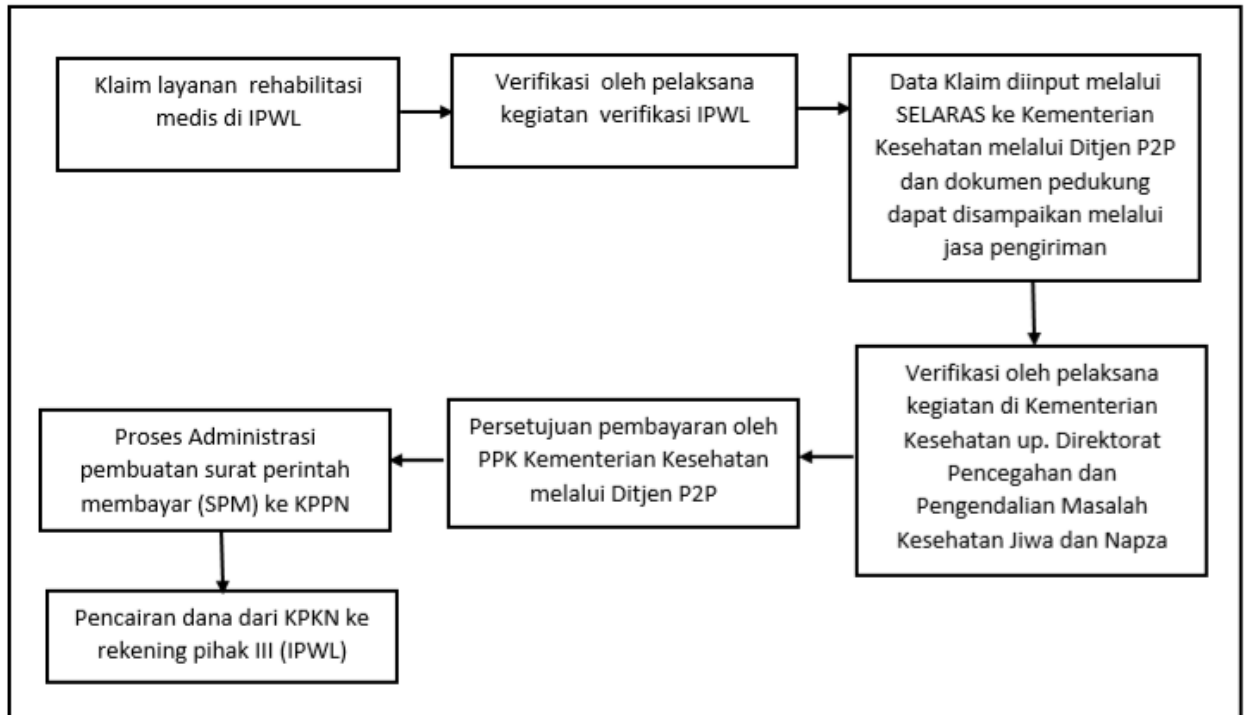 Klaim layanan rehabilitasi
medis di IPWL
Verifikasi oleh pelaksana
kegiatan verifikasi IPWL
Data Klaim diinput melalui
SELARAS ke Kementerian
Kesehatan melalui Ditjen P2P
dan dokumen pedukung
dapat disampaikan melalui
jasa pengiriman
Verifikasi oleh pelaksana
kegiatan di Kementerian
Kesehatan up. Direktorat
Pencegahan dan
Pengendalian Masalah
Kesehatan Jiwa dan Napza
Persetujuan pembayaran oleh
PPK Kementerian Kesehatan
melalui Ditjen P2P
Proses Administrasi
pembuatan surat perintah
membayar (SPM) ke KPPN
Pencairan dana dari KPKN ke
rekening pihak III (IPWL)